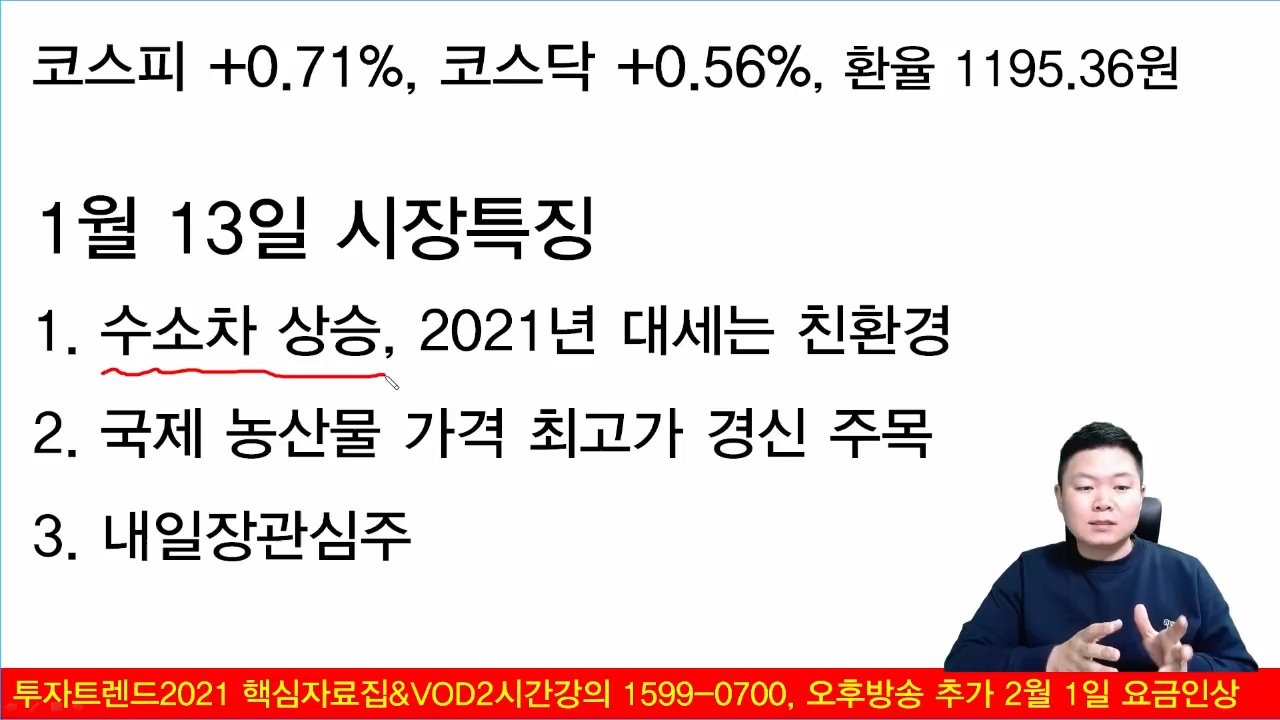 코스피 +0.71%, 코스닥 +0.56%, 환율 1195.36원
1월 13일 시장특징
1. 수소차 상승, 2021년 대세는 친환경
2. 국제 농산물 가격 최고가 경신 주목
3. 내일장관심주
투자트렌드2021 핵심자료집&VOD2시간강의 1599-0700, 오후방송 추가 2월 1일 요금인상